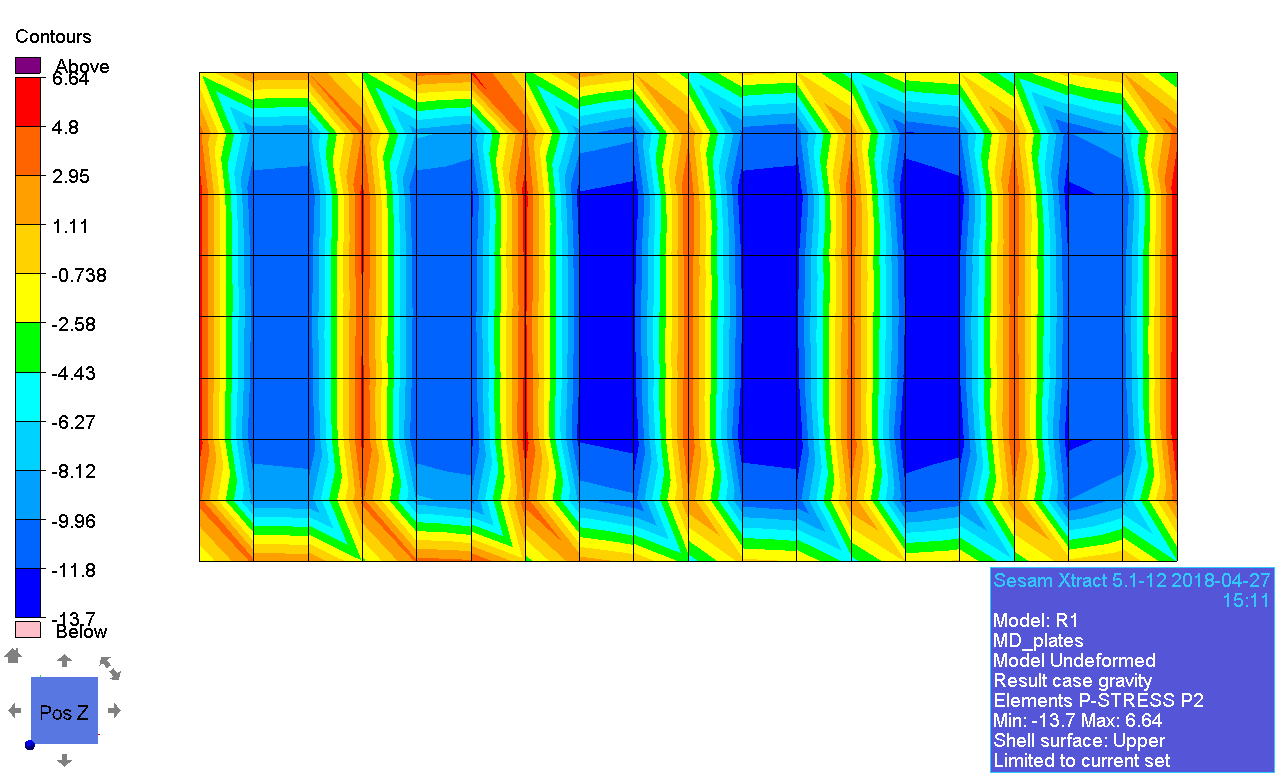 Contours
Above
6.64
4.8
2.95
1.11
-0.738
-2.58
-4.43
-6.27
-8.12
-9.96
-11.8
-13.7
Below
Pos Z
Sesam Xtract 5.1-12 2018-04-27
15:11
Model: R1
MD_plates
Model Undeformed
Result case gravity
Elements P-STRESS P2
Min: -13.7 Max: 6.64
Shell surface: Upper
Limited to current set